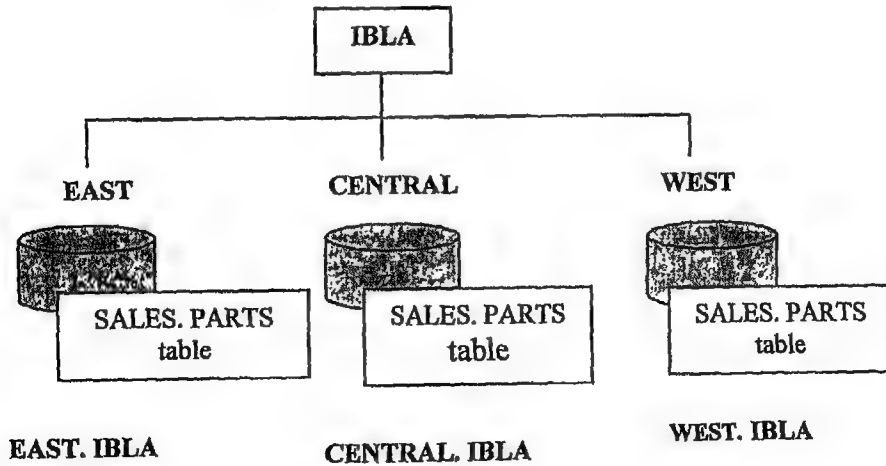 IBLA
EAST CENTRAL WEST
SALES. PARTS
table
SALES. PARTS
table
SALES. PARTS
table
EAST. IBLA CENTRAL. IBLA WEST. IBLA